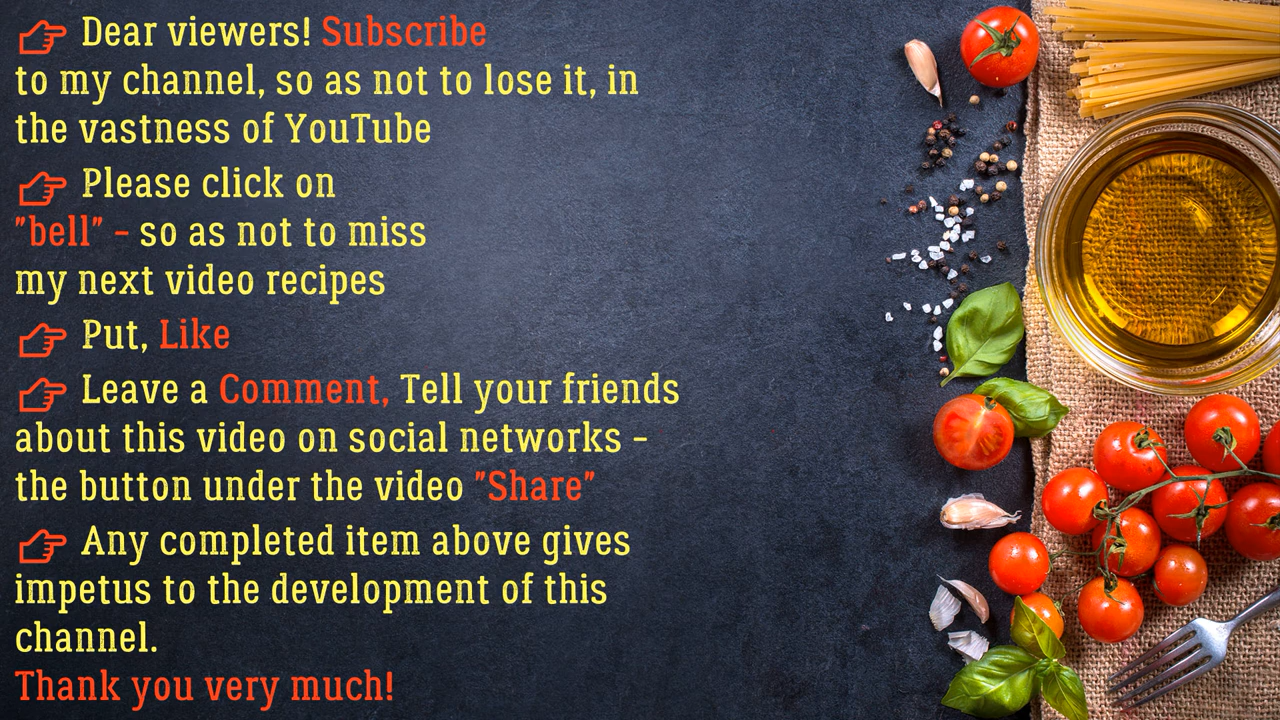 Dear viewers! Subscribe
to my channel, so as not to lose it, in
the vastness of YouTube
Please click on
"bell" - so as not to miss
my next video recipes
Put, Like
Leave a Comment, Tell your friends
about this video on social networks -
the button under the video "Share"
Any completed item above gives
impetus to the development of this
channel.
Thank you very much!